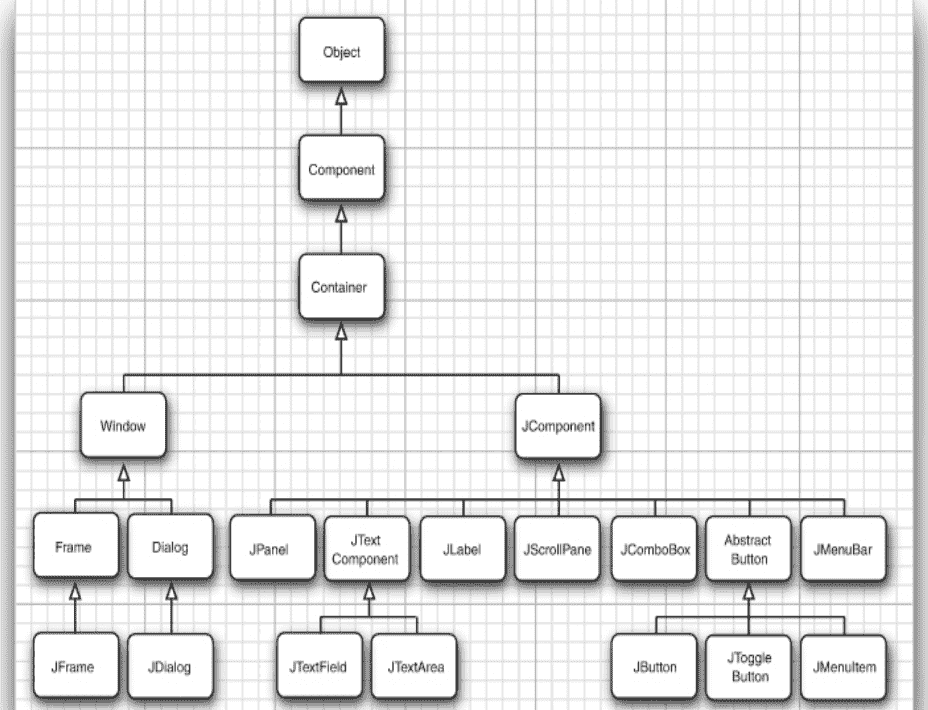 Object
Component
Container
Window
JComponent
Frame
Dialog
JPanel
JText
Component
JLabel
JScrollPane
JComboBox
Abstract
Button
JMenuBar
JFrame
JDialog
JTextField
JTextArea
JButton
JToggle
Button
JMenuItem